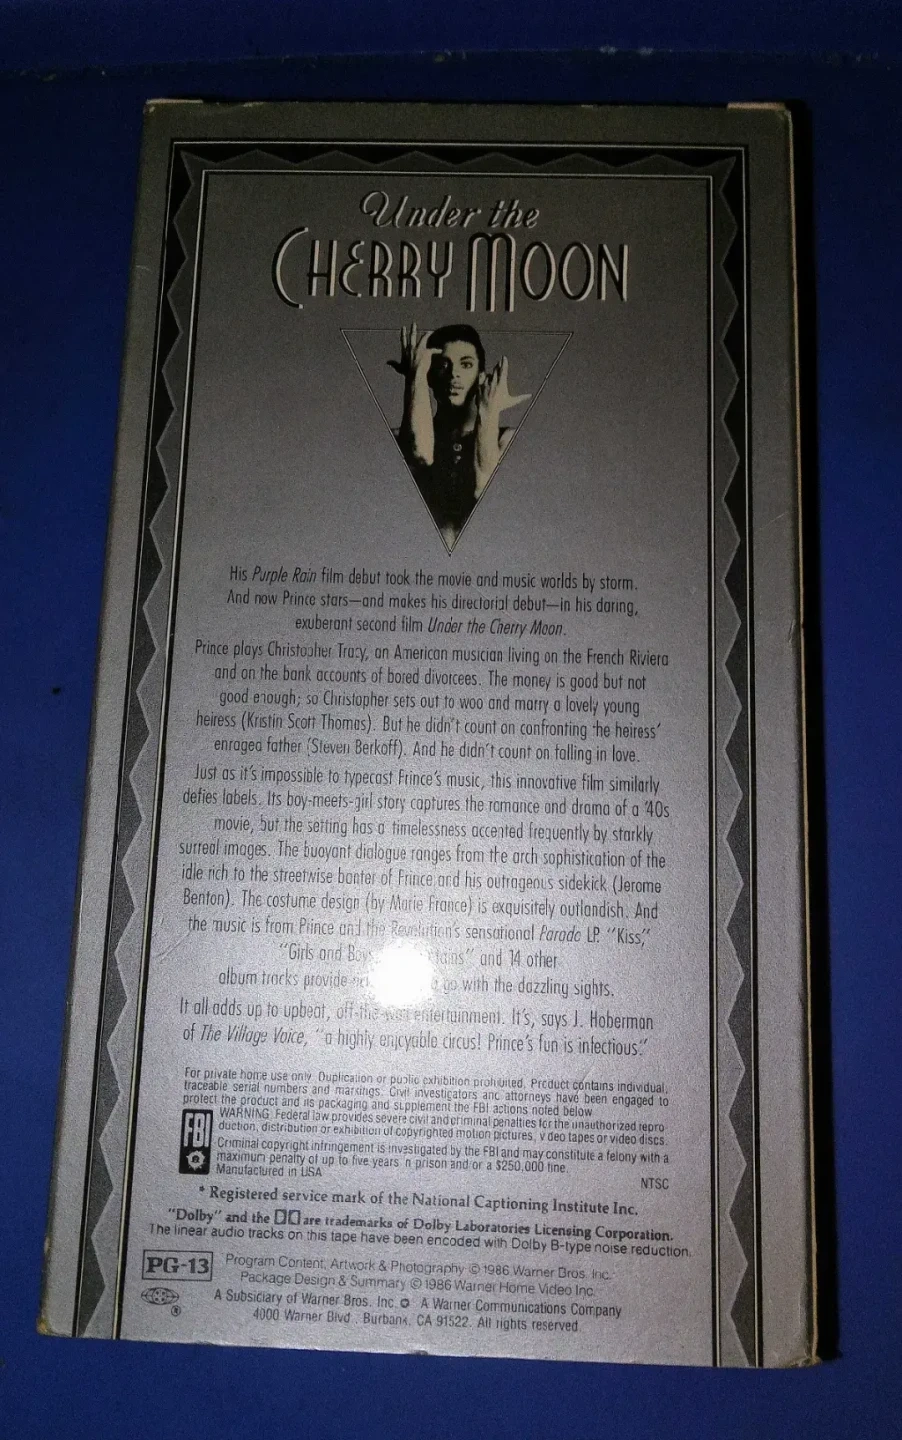 Under the
CHERRY MOON
His Purple Rain film debut took the movie and music worlds by storm.
And now Prince stars—and makes his directorial debut—in his daring,
exuberant second film Under the Cherry Moon.
Prince plays Christopher Tracy, an American musician living on the French Riviera
and on the bank accounts of bored divorcees. The money is good but not
good enough; so Christopher sets out to woo and marry a lovely young
heiress (Kristin Scott Thomas). But he didn't count on confronting the heiress'
enraged father (Steven Berkoff). And he didn't count on falling in love.
Just as it's impossible to typecast Prince's music, this innovative film similarly
defies labels. Its boy-meets-girl story captures the romance and drama of a '40s
movie, but the setting has a timelessness accented frequently by starkly
surreal images. The buoyant dialogue ranges from the arch sophistication of the
idle rich to the streetwise banter of Prince and his outrageous sidekick (Jerome
Benton). The costume design (by Marie France) is exquisitely outlandish. And
the music is from Prince and the Revolution's sensational Parade LP. "Kiss,"
"Girls and and 14 other
album tracks provide go with the dazzling sights.
It all adds up to upbeat, off-the-wall entertainment. It's, says J. Hoberman
of The Village Voice, "a highly enjoyable circus! Prince's fun is infectious."
For private home use only. Duplication or public exhibition prohibited. Product contains individual,
traceable serial numbers and markings. Civil investigators and attorneys have been engaged to
protect the product and its packaging and supplement the FBI actions noted below.
FBI
WARNING: Federal law provides severe civil and criminal penalties for the unauthorized repro-
duction, distribution or exhibition of copyrighted motion pictures, video tapes or video discs.
Criminal copyright infringement is investigated by the FBI and may constitute a felony with a
maximum penalty of up to five years in prison and/or a $250,000 fine.
Manufactured in USA
NTSC
* Registered service mark of the National Captioning Institute Inc.
"Dolby" and the are trademarks of Dolby Laboratories Licensing Corporation.
The linear audio tracks on this tape have been encoded with Dolby B-type noise reduction.
PG-13
Program Content, Artwork & Photography © 1986 Warner Bros. Inc.
Package Design & Summary © 1986 Warner Home Video Inc.
®
A Subsidiary of Warner Bros. Inc. A Warner Communications Company
4000 Warner Blvd., Burbank, CA 91522. All rights reserved.